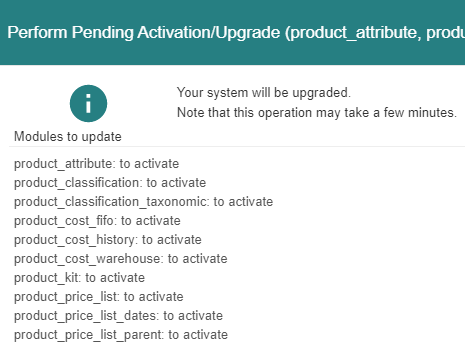 Perform Pending Activation/Upgrade (product_attribute, produ
Your system will be upgraded.
Note that this operation may take a few minutes.
Modules to update
product_attribute: to activate
product_classification: to activate
product_classification_taxonomic: to activate
product_cost_fifo: to activate
product_cost_history: to activate
product_cost_warehouse: to activate
product_kit: to activate
product_price_list: to activate
product_price_list_dates: to activate
product_price_list_parent: to activate